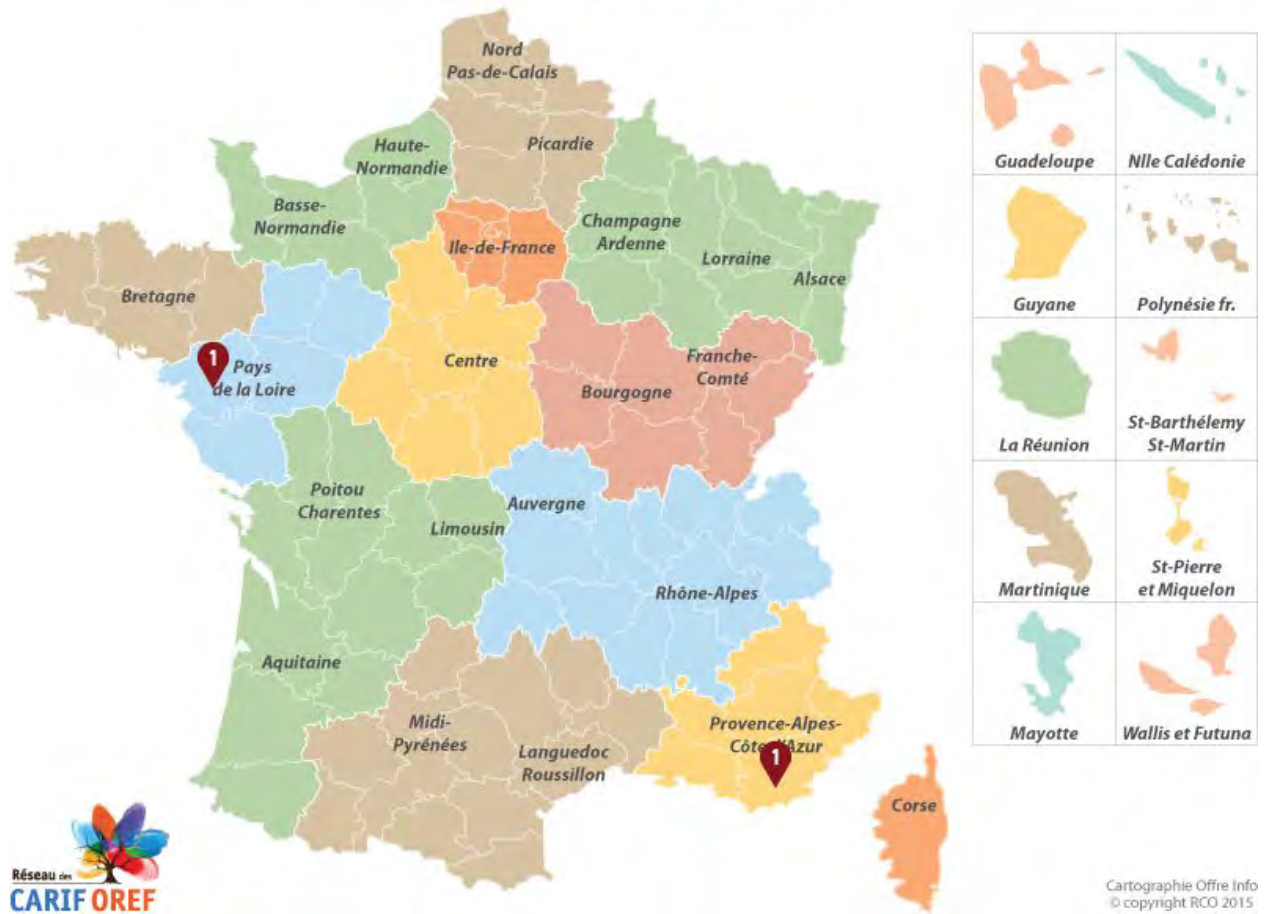 Nord
Pas-de-Calais
Haute-
Normandie
Picardie
Basse-
Normandie
Ile-de-France
Champagne
Ardenne
Lorraine
Alsace
Bretagne
1
Pays
de la Loire
Centre
Bourgogne
Franche-
Comté
Poitou
Charentes
Limousin
Auvergne
Rhône-Alpes
Aquitaine
Midi-
Pyrénées
Languedoc
Roussillon
Provence-Alpes-
Côte d'Azur
1
Corse
Guadeloupe
Nlle Calédonie
Guyane
Polynésie fr.
La Réunion
St-Barthélemy
St-Martin
Martinique
St-Pierre
et Miquelon
Mayotte
Wallis et Futuna
Réseau des
CARIF OREF
Cartographie Offre Info
© copyright RCO 2015